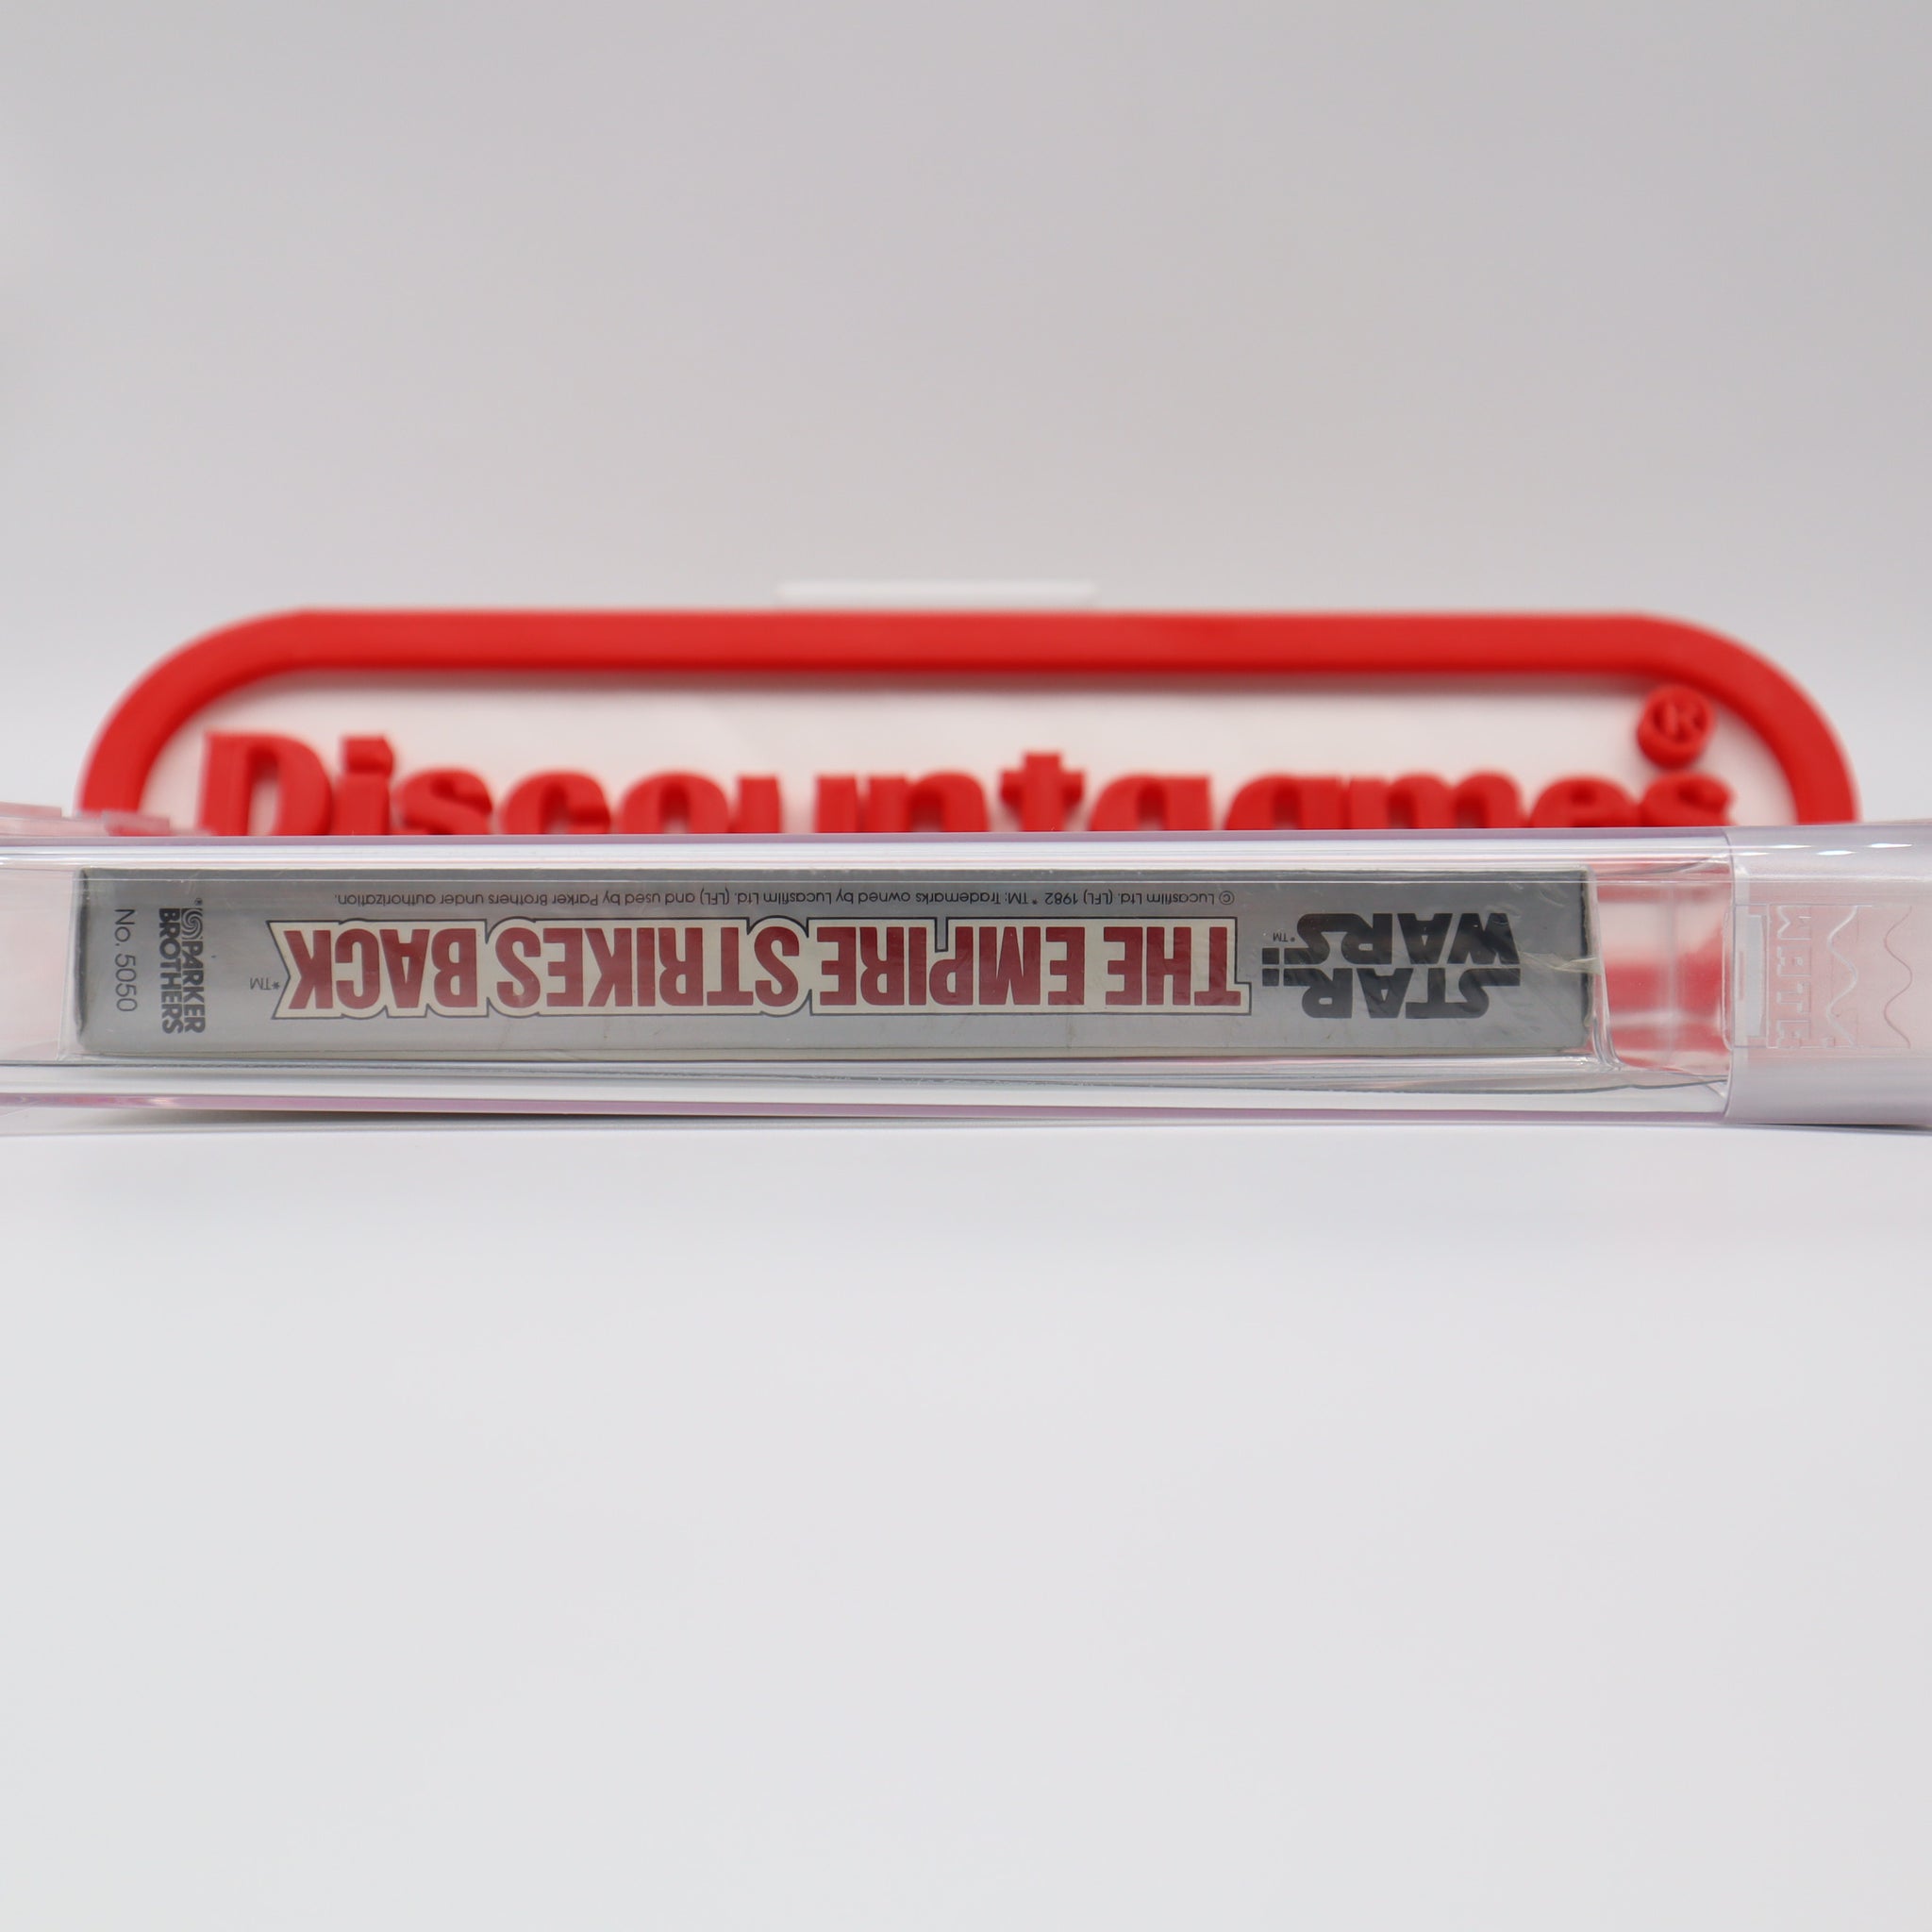 Discountgames
®
© Lucasfilm Ltd. (LFL) 1982 *TM: Trademarks owned by Lucasfilm Ltd. (LFL) and used by Parker Brothers under authorization.
STAR
WARS
*TM
THE EMPIRE STRIKES BACK
*TM
PARKER
BROTHERS®
No. 5050
WATA